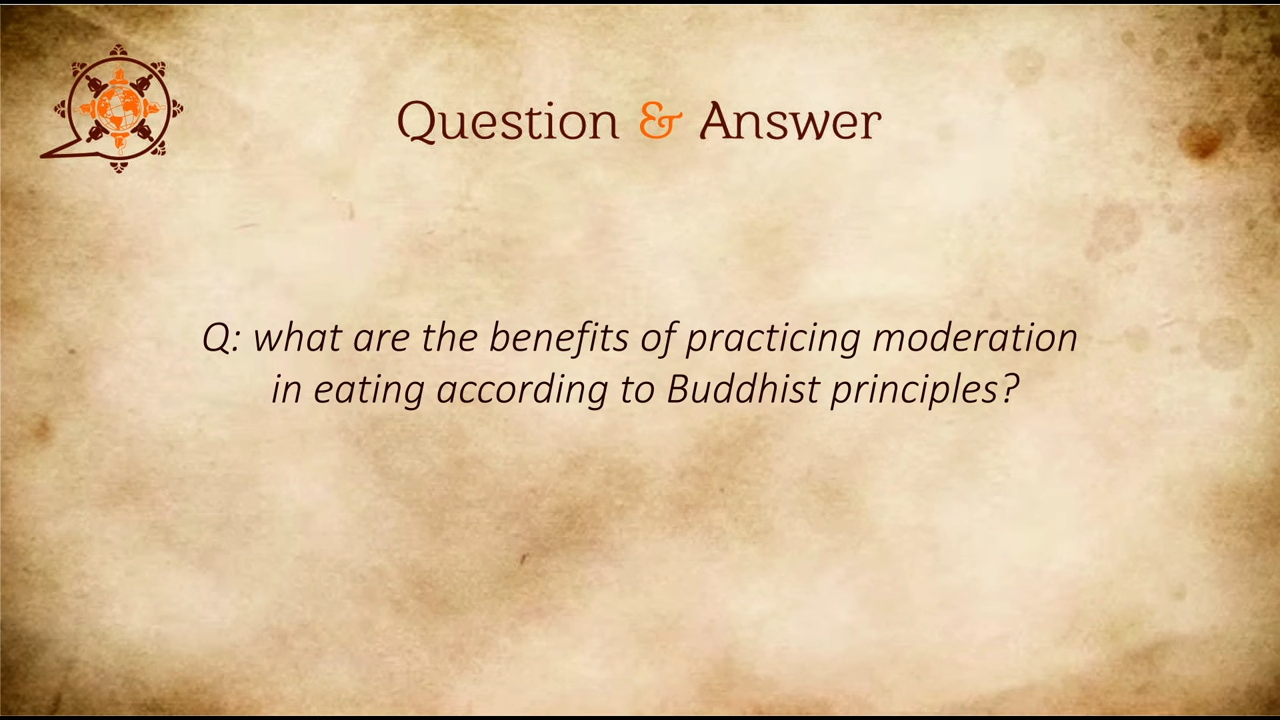 Question & Answer
Q: what are the benefits of practicing moderation
in eating according to Buddhist principles?